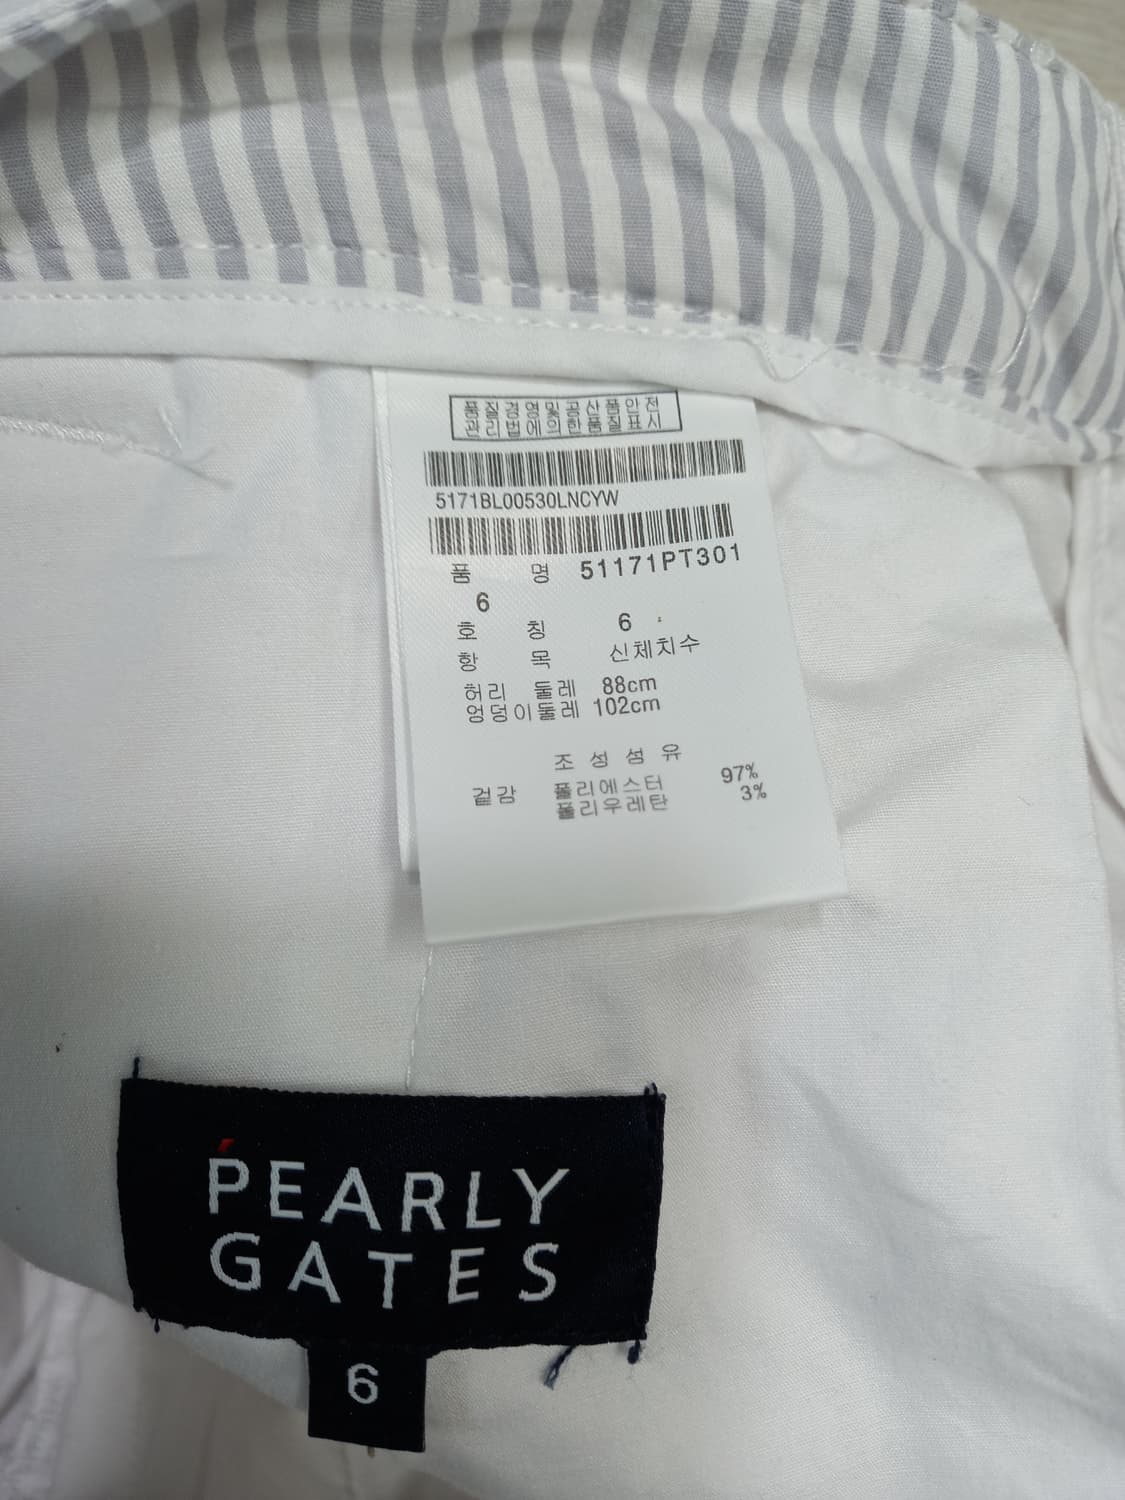 품질경영및공산품안전
관리법에의한품질표시
5171BL00530LNCYW
품 명 51171PT301
6
호 칭 6
항 목 신체치수
허리 둘레 88cm
엉덩이둘레 102cm
조성섬유
겉감 폴리에스터 97%
폴리우레탄 3%
PEARLY
GATES
6